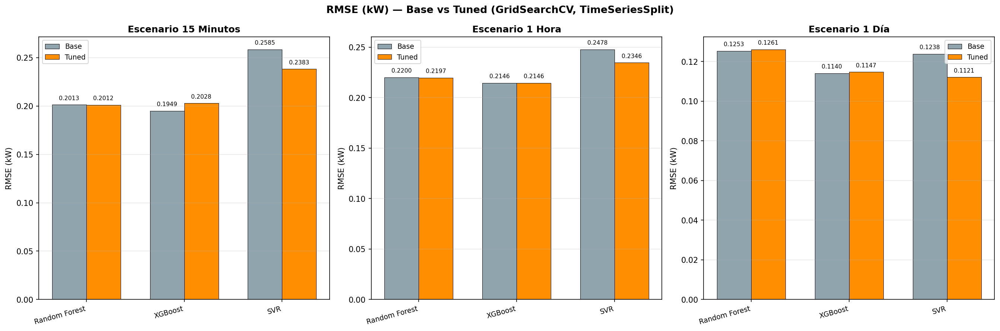 RMSE (kW) — Base vs Tuned (GridSearchCV, TimeSeriesSplit)
Escenario 15 Minutos
Base
Tuned
RMSE (kW)
0.25
0.20
0.15
0.10
0.05
0.00
0.2013
0.2012
0.1949
0.2028
0.2585
0.2383
Random Forest
XGBoost
SVR
Escenario 1 Hora
Base
Tuned
RMSE (kW)
0.25
0.20
0.15
0.10
0.05
0.00
0.2200
0.2197
0.2146
0.2146
0.2478
0.2346
Random Forest
XGBoost
SVR
Escenario 1 Día
Base
Tuned
RMSE (kW)
0.12
0.10
0.08
0.06
0.04
0.02
0.00
0.1253
0.1261
0.1140
0.1147
0.1238
0.1121
Random Forest
XGBoost
SVR